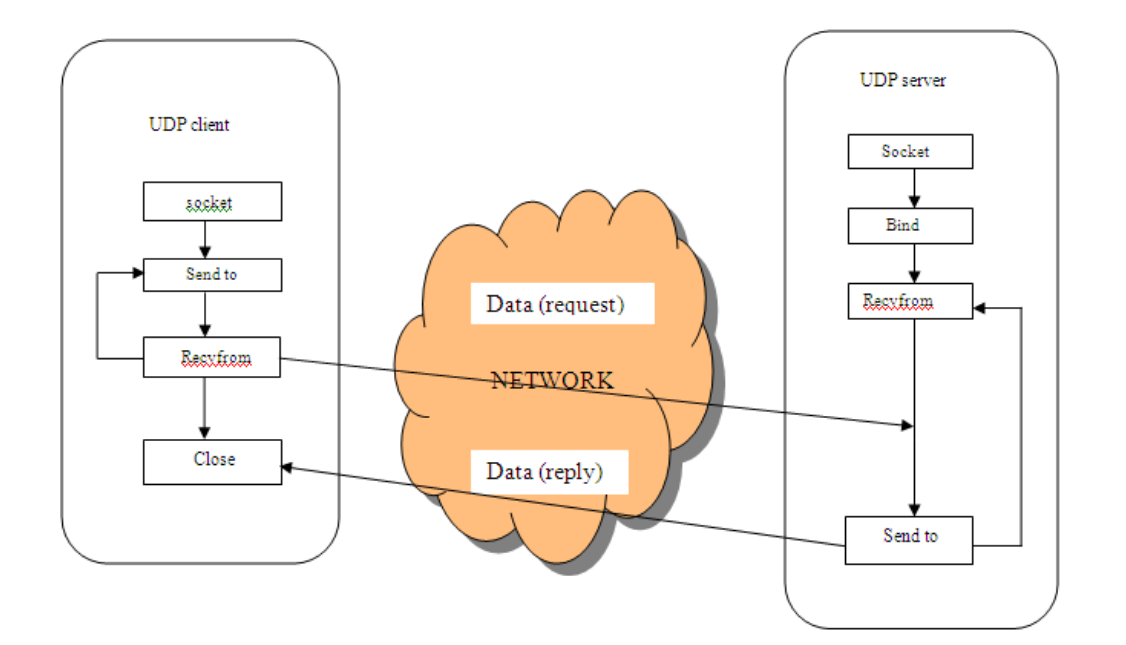 UDP client
socket
Send to
Recvfrom
Close
Data (request)
NETWORK
Data (reply)
UDP server
Socket
Bind
Recvfrom
Send to